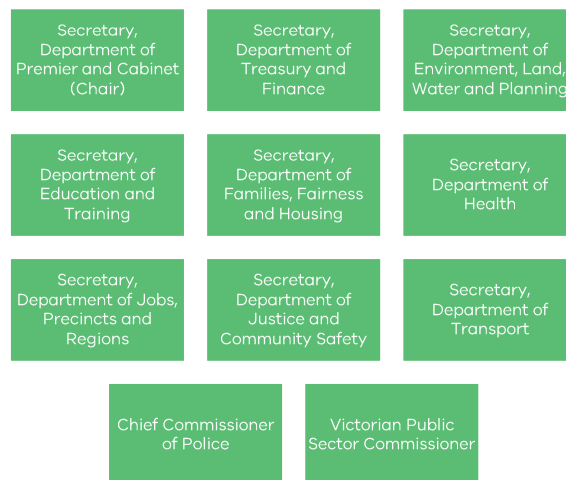 Secretary,
Department of
Premier and Cabinet
(Chair)
Secretary,
Department of
Treasury and
Finance
Secretary,
Department of
Environment, Land,
Water and Planning
Secretary,
Department of
Education and
Training
Secretary,
Department of
Families, Fairness
and Housing
Secretary,
Department of
Health
Secretary,
Department of Jobs,
Precincts and
Regions
Secretary,
Department of
Justice and
Community Safety
Secretary,
Department of
Transport
Chief Commissioner
of Police
Victorian Public
Sector Commissioner